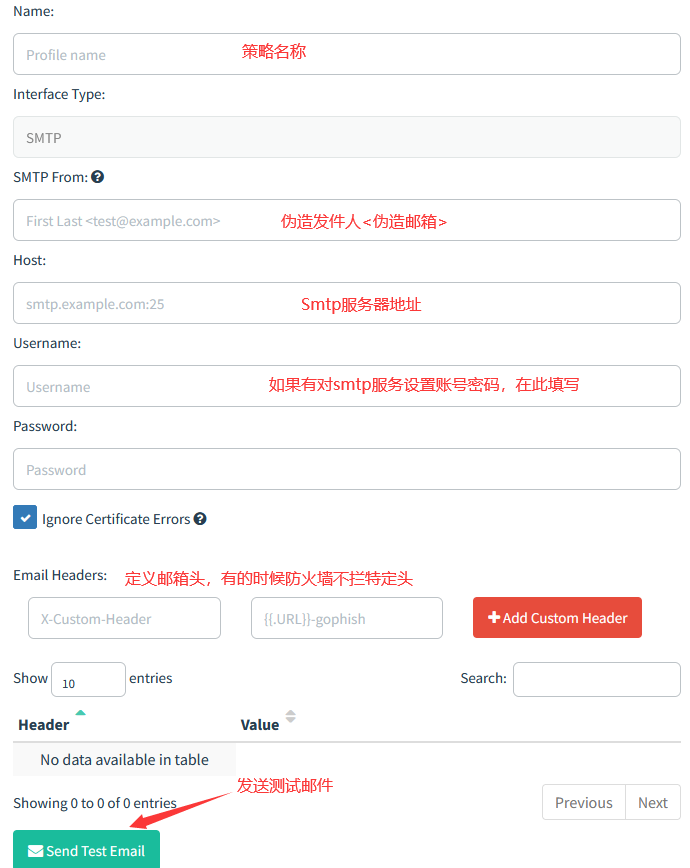 Name:
Profile name 策略名称
Interface Type:
SMTP
SMTP From:
First Last <test@example.com> 伪造发件人<伪造邮箱>
Host:
smtp.example.com:25 Smtp服务器地址
Username:
Username 如果有对smtp服务设置账号密码，在此填写
Password:
Password
Ignore Certificate Errors
Email Headers: 定义邮箱头，有的时候防火墙不拦特定头
X-Custom-Header {{.URL}}-gophish Add Custom Header
Show 10 entries Search:
Header Value
No data available in table
发送测试邮件
Showing 0 to 0 of 0 entries Previous Next
Send Test Email